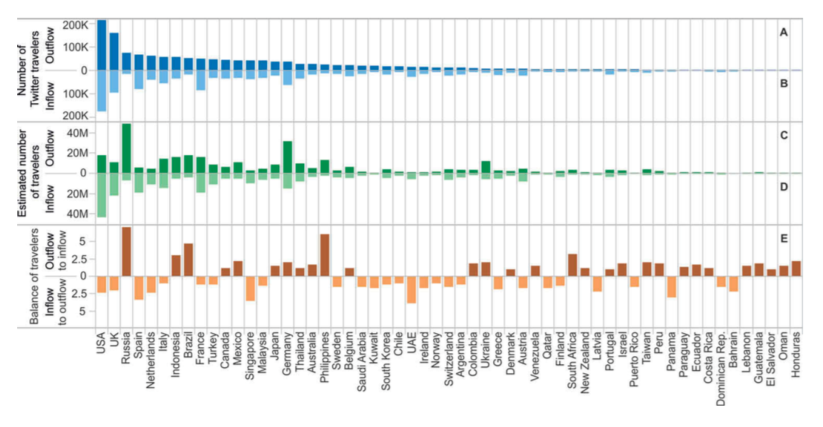 Number of
Twitter travelers
Outflow
Inflow
200K
100K
0
100K
200K
A
B
Estimated number
of travelers
Outflow
Inflow
40M
20M
0
20M
40M
C
D
Balance of travelers
Outflow
to inflow
Inflow
to outflow
5
2.5
0
2.5
5
E
USA
UK
Russia
Spain
Netherlands
Italy
Indonesia
Brazil
France
Turkey
Canada
Mexico
Singapore
Malaysia
Japan
Germany
Thailand
Australia
Philippines
Sweden
Belgium
Saudi Arabia
Kuwait
South Korea
Chile
UAE
Ireland
Norway
Switzerland
Argentina
Colombia
Ukraine
Greece
Denmark
Austria
Venezuela
Qatar
Finland
South Africa
New Zealand
Latvia
Portugal
Israel
Puerto Rico
Taiwan
Peru
Panama
Paraguay
Ecuador
Costa Rica
Dominican Rep.
Bahrain
Lebanon
Guatemala
El Salvador
Oman
Honduras